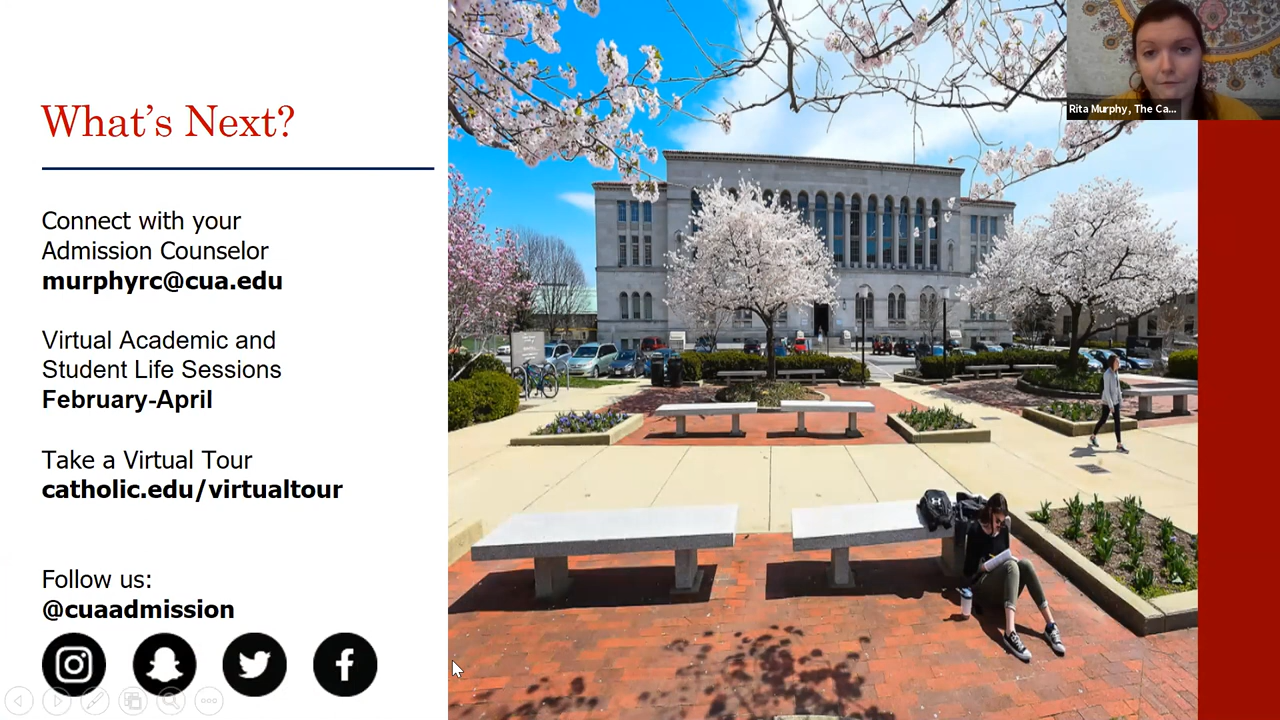 What's Next?
Connect with your
Admission Counselor
murphyrc@cua.edu
Virtual Academic and
Student Life Sessions
February-April
Take a Virtual Tour
catholic.edu/virtualtour
Follow us:
@cuaadmission
Rita Murphy, The Ca...